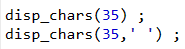 disp_chars(35) ;
disp_chars(35,' ') ;